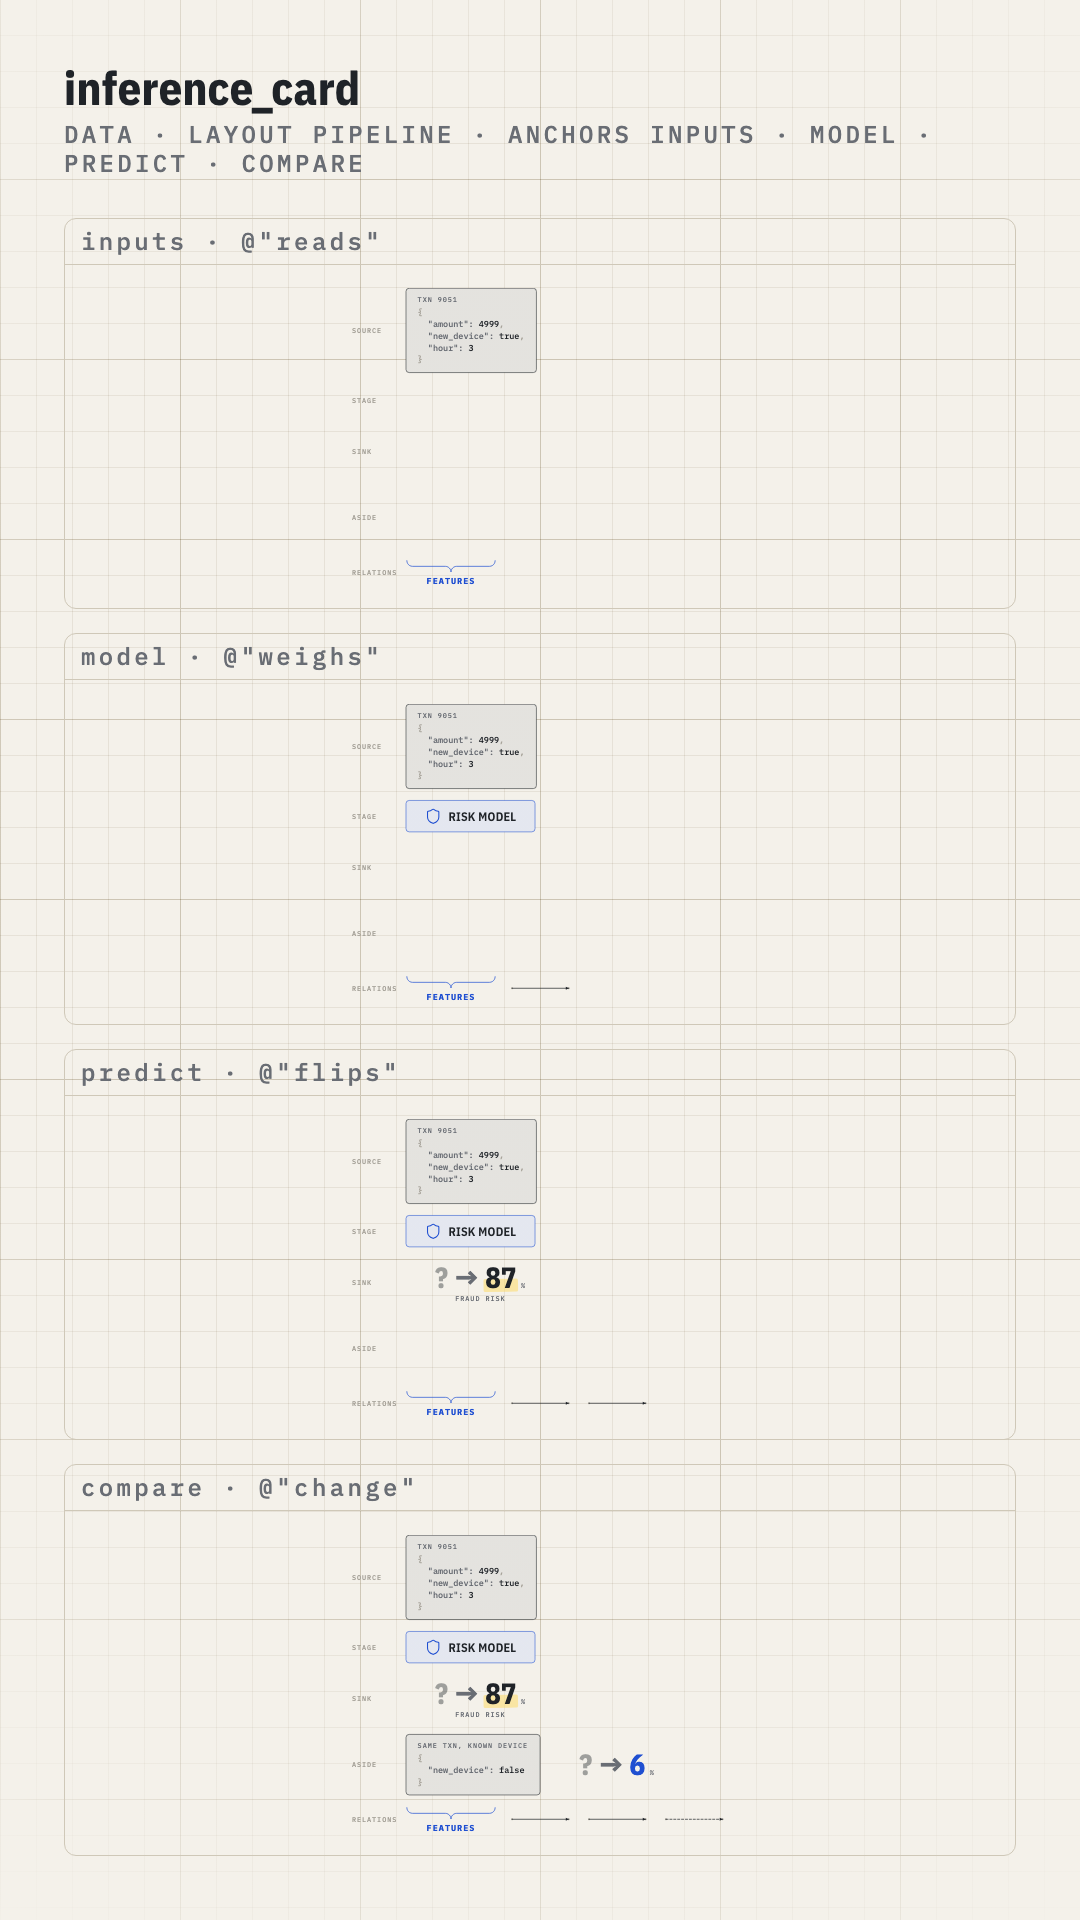 inference_card
DATA · LAYOUT PIPELINE · ANCHORS INPUTS · MODEL ·
PREDICT · COMPARE
inputs · @"reads"
TXN 9051
{
SOURCE
"amount": 4999,
"new_device": true,
"hour": 3
}
STAGE
SINK
ASIDE
RELATIONS
FEATURES
model · @"weighs"
TXN 9051
{
SOURCE
"amount": 4999,
"new_device": true,
"hour": 3
}
STAGE
RISK MODEL
SINK
ASIDE
RELATIONS
FEATURES
predict · @"flips"
TXN 9051
{
SOURCE
"amount": 4999,
"new_device": true,
"hour": 3
}
STAGE
RISK MODEL
SINK
? → 87 %
FRAUD RISK
ASIDE
RELATIONS
FEATURES
compare · @"change"
TXN 9051
{
SOURCE
"amount": 4999,
"new_device": true,
"hour": 3
}
STAGE
RISK MODEL
SINK
? → 87 %
FRAUD RISK
ASIDE
SAME TXN, KNOWN DEVICE
{
"new_device": false
}
? → 6 %
RELATIONS
FEATURES